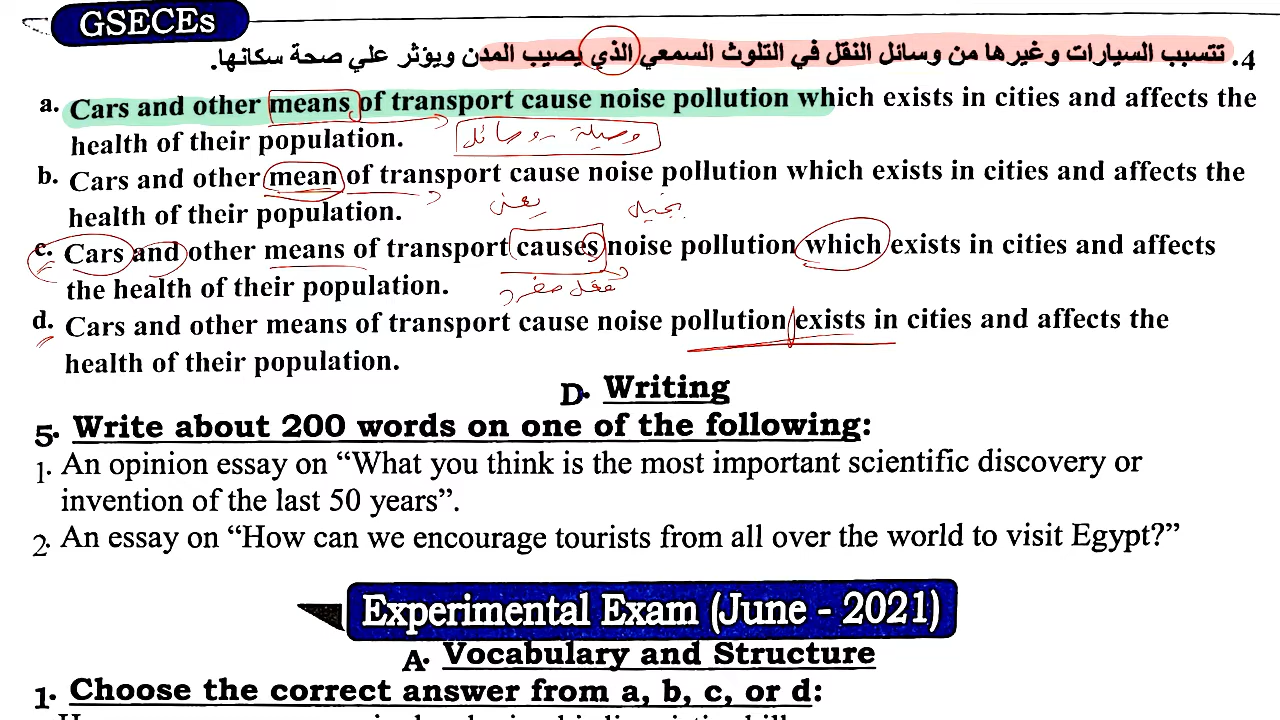 GSECEs
4. تتسبب السيارات وغيرها من وسائل النقل في التلوث السمعي الذي يصيب المدن ويؤثر علي صحة سكانها.
a. Cars and other means of transport cause noise pollution which exists in cities and affects the
health of their population.
وسيلة - وسائل
b. Cars and other mean of transport cause noise pollution which exists in cities and affects the
health of their population. يعنى بخيل
c. Cars and other means of transport causes noise pollution which exists in cities and affects
the health of their population. فعل مفرد
d. Cars and other means of transport cause noise pollution exists in cities and affects the
health of their population.
D. Writing
5. Write about 200 words on one of the following:
1. An opinion essay on “What you think is the most important scientific discovery or
invention of the last 50 years”.
2. An essay on “How can we encourage tourists from all over the world to visit Egypt?”
Experimental Exam (June - 2021)
A. Vocabulary and Structure
1. Choose the correct answer from a, b, c, or d: